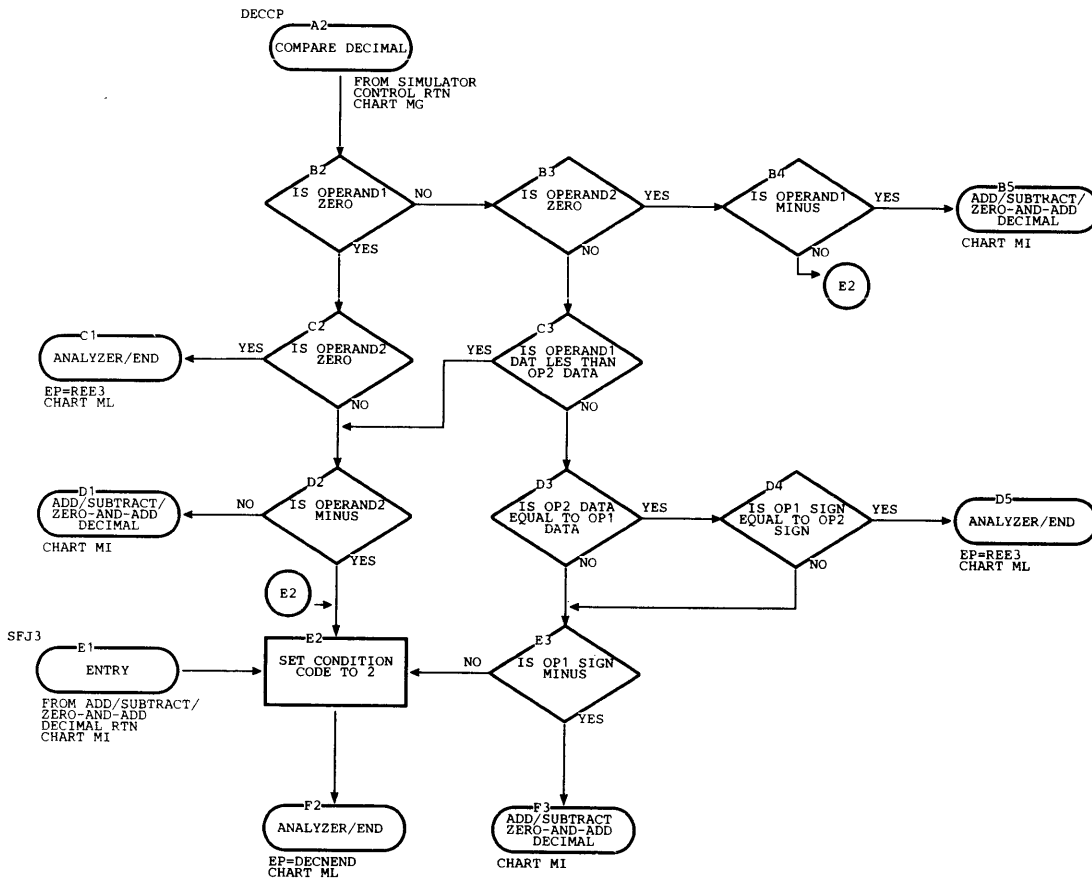 DECCP
A2
COMPARE DECIMAL
FROM SIMULATOR
CONTROL RTN
CHART MG
B2
IS OPERAND1
ZERO
NO
YES
B3
IS OPERAND2
ZERO
YES
NO
B4
IS OPERAND1
MINUS
YES
NO
B5
ADD/SUBTRACT/
ZERO-AND-ADD
DECIMAL
CHART MI
E2
C1
ANALYZER/END
EP=REE3
CHART ML
YES
C2
IS OPERAND2
ZERO
NO
YES
C3
IS OPERAND1
DAT LES THAN
OP2 DATA
NO
D1
ADD/SUBTRACT/
ZERO-AND-ADD
DECIMAL
CHART MI
NO
D2
IS OPERAND2
MINUS
YES
D3
IS OP2 DATA
EQUAL TO OP1
DATA
YES
NO
D4
IS OP1 SIGN
EQUAL TO OP2
SIGN
YES
NO
D5
ANALYZER/END
EP=REE3
CHART ML
E2
SFJ3
E1
ENTRY
FROM ADD/SUBTRACT/
ZERO-AND-ADD
DECIMAL RTN
CHART MI
E2
SET CONDITION
CODE TO 2
NO
E3
IS OP1 SIGN
MINUS
YES
F2
ANALYZER/END
EP=DECNEND
CHART ML
F3
ADD/SUBTRACT
ZERO-AND-ADD
DECIMAL
CHART MI